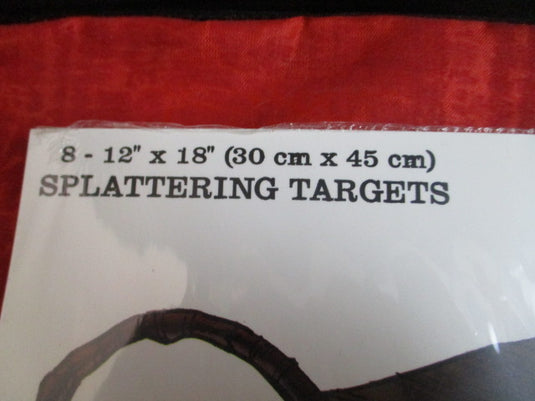 8 - 12" x 18" (30 cm x 45 cm)
SPLATTERING TARGETS